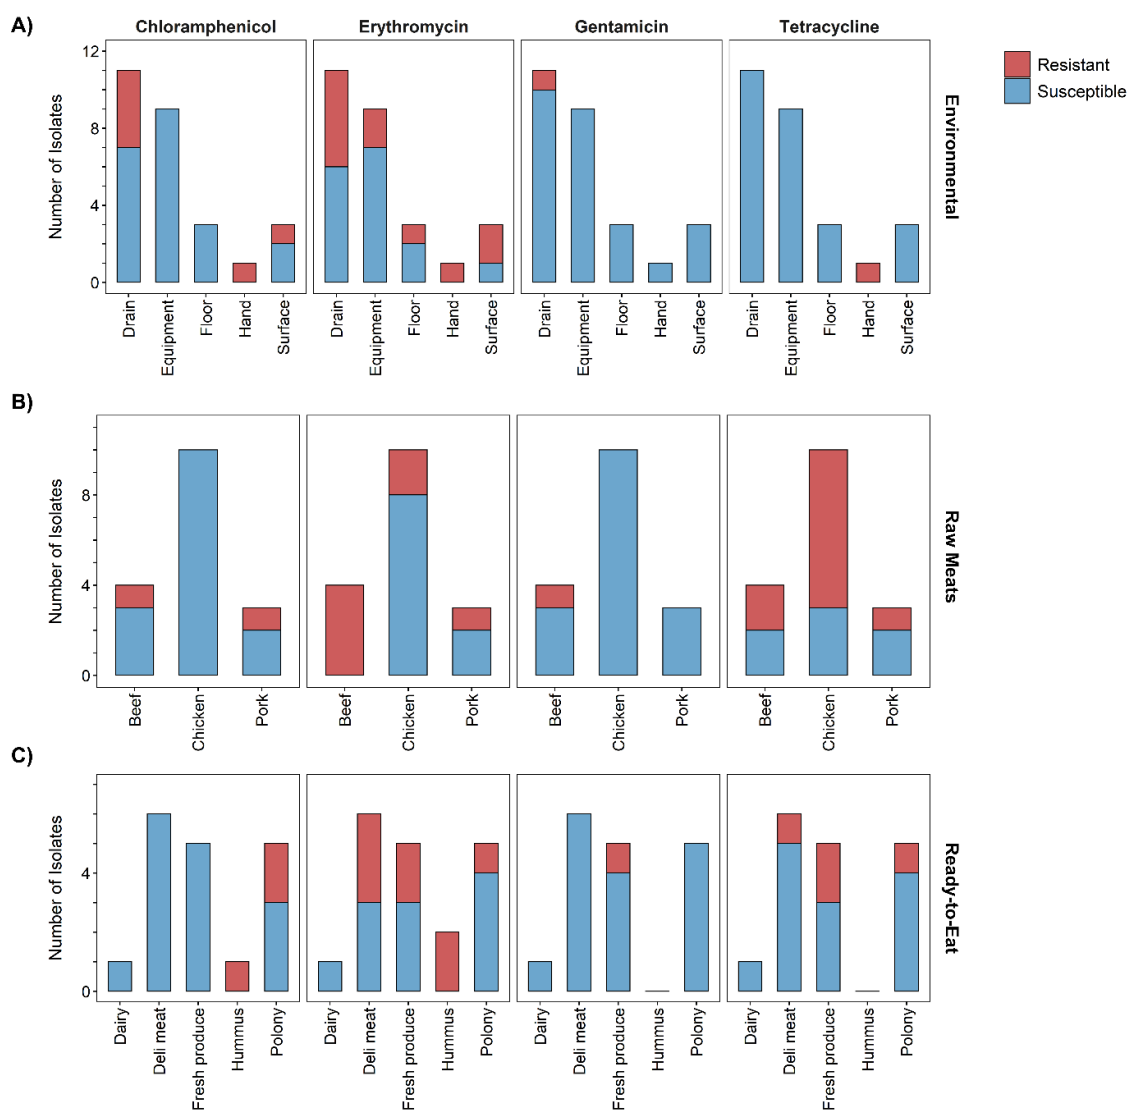 A)
Chloramphenicol Erythromycin Gentamicin Tetracycline
Resistant
Susceptible
Number of Isolates
12
8
4
0
Environmental
Drain Equipment Floor Hand Surface Drain Equipment Floor Hand Surface Drain Equipment Floor Hand Surface Drain Equipment Floor Hand Surface
B)
Number of Isolates
8
4
0
Raw Meats
Beef Chicken Pork Beef Chicken Pork Beef Chicken Pork Beef Chicken Pork
C)
Number of Isolates
4
0
Ready-to-Eat
Dairy Deli meat Fresh produce Hummus Polony Dairy Deli meat Fresh produce Hummus Polony Dairy Deli meat Fresh produce Hummus Polony Dairy Deli meat Fresh produce Hummus Polony